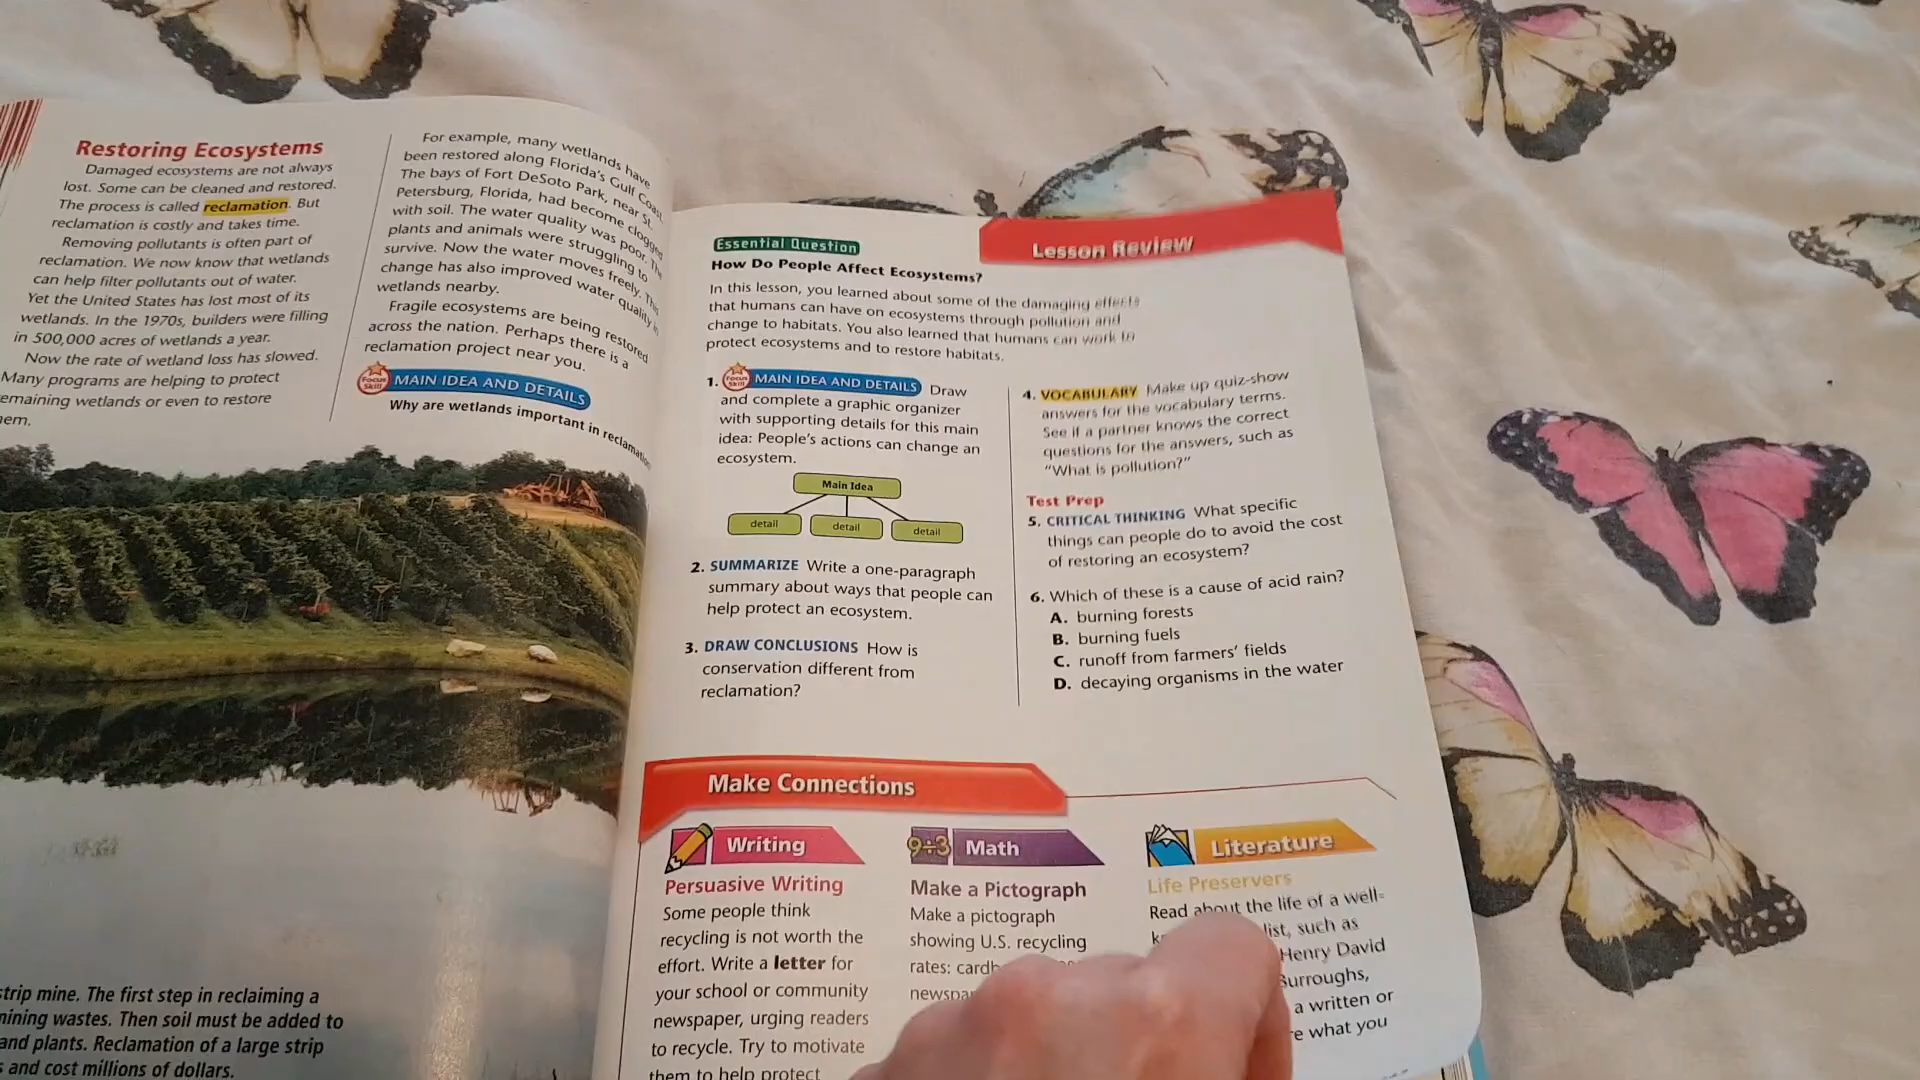 Restoring Ecosystems
Damaged ecosystems are not always
lost. Some can be cleaned and restored.
The process is called reclamation. But
reclamation is costly and takes time.
Removing pollutants is often part of
reclamation. We now know that wetlands
can help filter pollutants out of water.
Yet the United States has lost most of its
wetlands. In the 1970s, builders were filling
in 500,000 acres of wetlands a year.
Now the rate of wetland loss has slowed.
Many programs are helping to protect
emaining wetlands or even to restore
em.
For example, many wetlands have
been restored along Florida's Gulf Coast.
The bays of Fort DeSoto Park, near St.
Petersburg, Florida, had become clogged
with soil. The water quality was poor. The
plants and animals were struggling to
survive. Now the water moves freely. This
change has also improved water quality in
wetlands nearby.
Fragile ecosystems are being restored
across the nation. Perhaps there is a
reclamation project near you.
Focus Skill MAIN IDEA AND DETAILS
Why are wetlands important in reclamation
strip mine. The first step in reclaiming a
mining wastes. Then soil must be added to
and plants. Reclamation of a large strip
s and cost millions of dollars.
Lesson Review
Essential Question
How Do People Affect Ecosystems?
In this lesson, you learned about some of the damaging effects
that humans can have on ecosystems through pollution and
change to habitats. You also learned that humans can work to
protect ecosystems and to restore habitats.
1. Focus Skill MAIN IDEA AND DETAILS Draw
and complete a graphic organizer
with supporting details for this main
idea: People's actions can change an
ecosystem.
Main Idea
detail detail detail
2. SUMMARIZE Write a one-paragraph
summary about ways that people can
help protect an ecosystem.
3. DRAW CONCLUSIONS How is
conservation different from
reclamation?
4. VOCABULARY Make up quiz-show
answers for the vocabulary terms.
See if a partner knows the correct
questions for the answers, such as
"What is pollution?"
Test Prep
5. CRITICAL THINKING What specific
things can people do to avoid the cost
of restoring an ecosystem?
6. Which of these is a cause of acid rain?
A. burning forests
B. burning fuels
C. runoff from farmers' fields
D. decaying organisms in the water
Make Connections
Writing
Persuasive Writing
Some people think
recycling is not worth the
effort. Write a letter for
your school or community
newspaper, urging readers
to recycle. Try to motivate
them to help protect
9÷3 Math
Make a Pictograph
Make a pictograph
showing U.S. recycling
rates: cardb
newspa
Literature
Life Preservers
Read about the life of a well-
list, such as
Henry David
Burroughs,
a written or
e what you